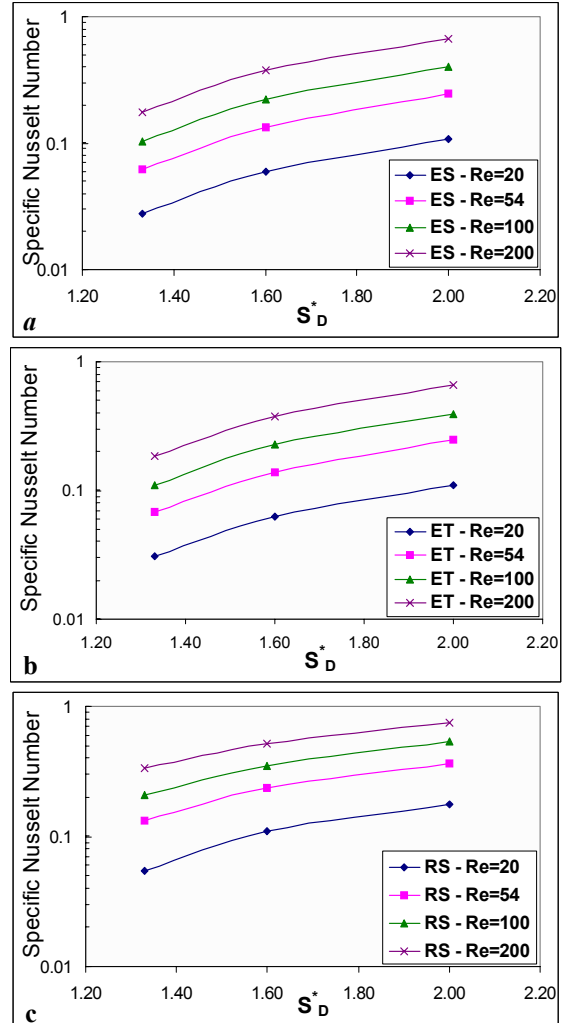 1
0.1
0.01
Specific Nusselt Number
ES - Re=20
ES - Re=54
ES - Re=100
ES - Re=200
1.20 1.40 1.60 1.80 2.00 2.20
S*D
a
1
0.1
0.01
Specific Nusselt Number
ET - Re=20
ET - Re=54
ET - Re=100
ET - Re=200
1.20 1.40 1.60 1.80 2.00 2.20
S*D
b
1
0.1
0.01
Specific Nusselt Number
RS - Re=20
RS - Re=54
RS - Re=100
RS - Re=200
1.20 1.40 1.60 1.80 2.00 2.20
S*D
c